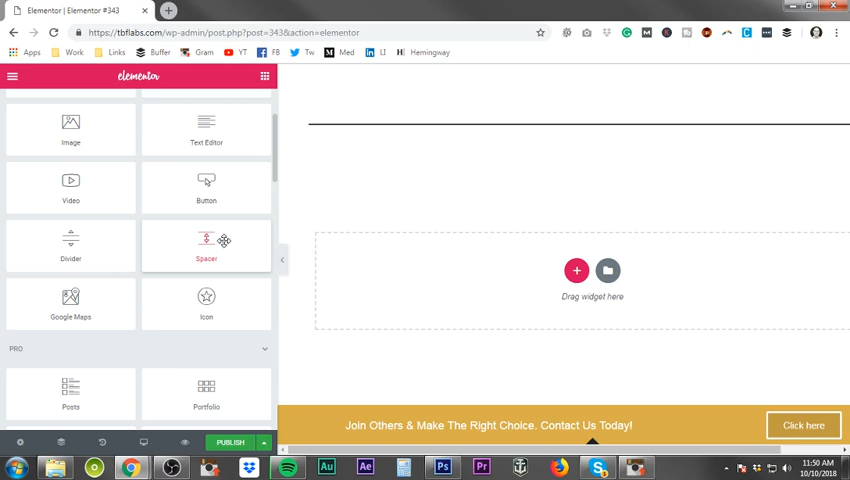 Elementor | Elementor #343
https://tbflabs.com/wp-admin/post.php?post=343&action=elementor
Apps Work Links Buffer Gram YT FB Tw Med LI Hemingway
elementor
Image Text Editor
Video Button
Divider Spacer
Google Maps Icon
PRO
Posts Portfolio
PUBLISH
Drag widget here
Join Others & Make The Right Choice. Contact Us Today!
Click here
11:50 AM
10/10/2018